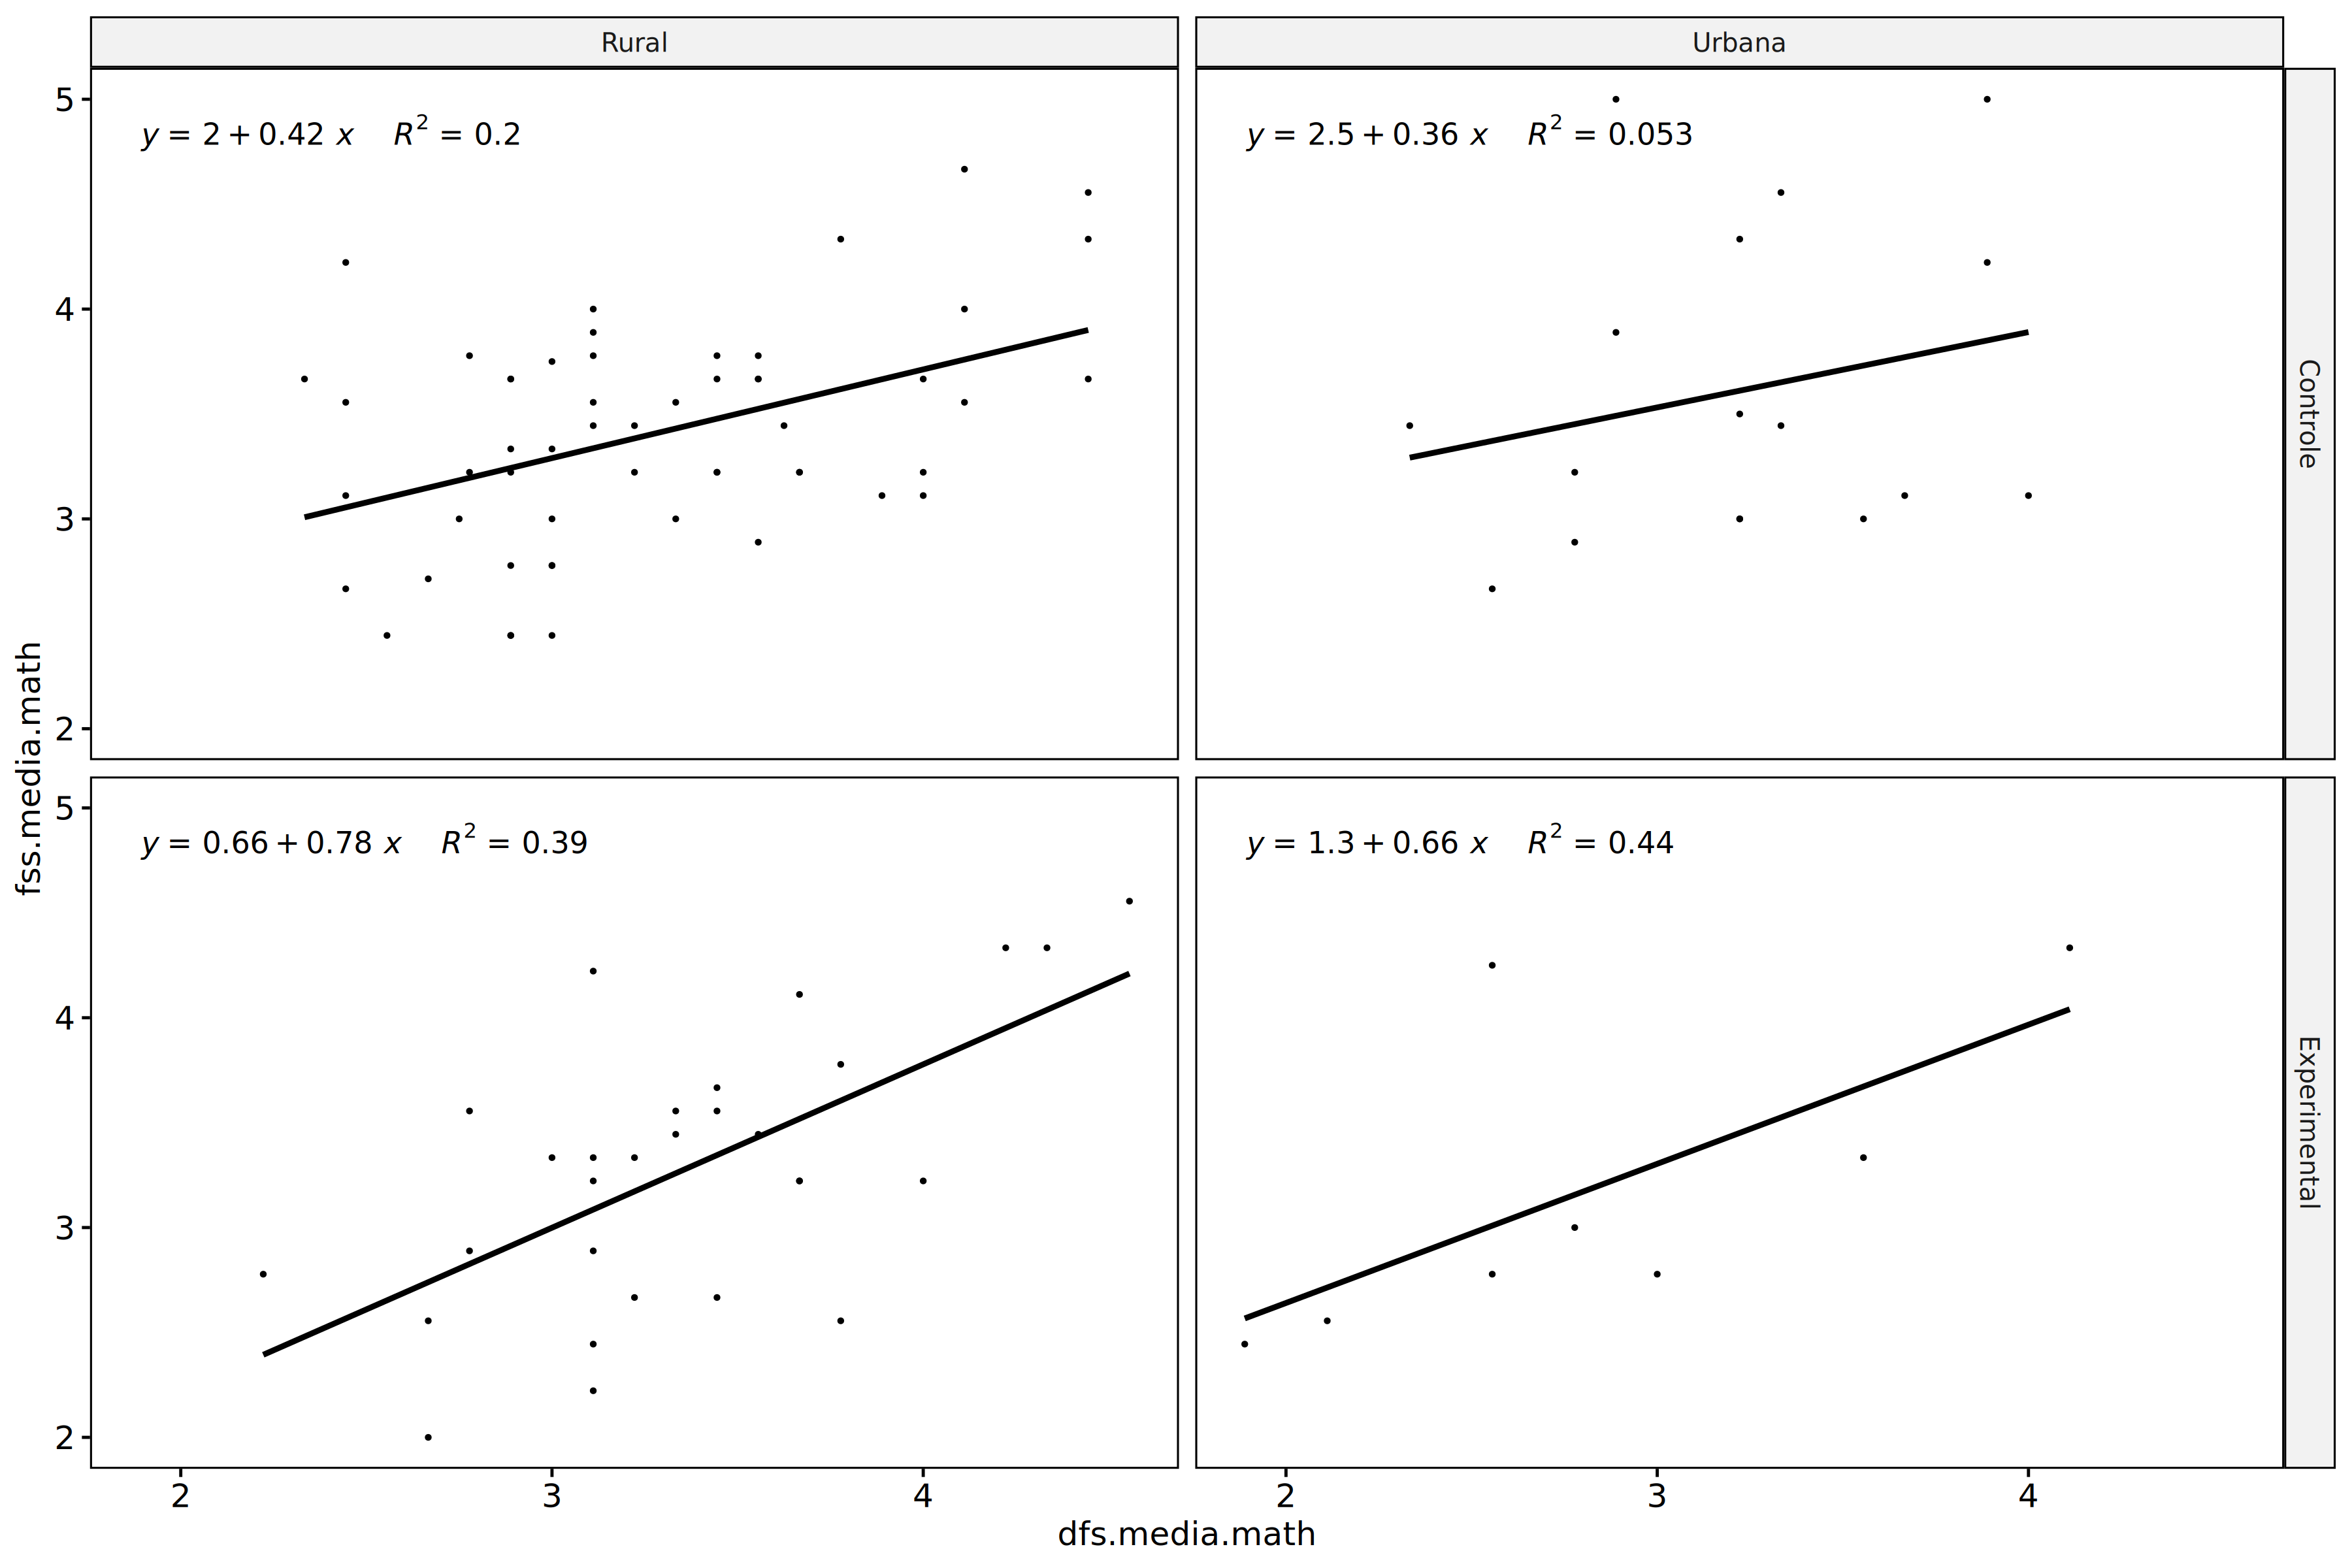 Rural
Urbana
5
4
3
2
y = 2 + 0.42 x R² = 0.2
y = 2.5 + 0.36 x R² = 0.053
Controle
fss.media.math
5
4
3
2
y = 0.66 + 0.78 x R² = 0.39
y = 1.3 + 0.66 x R² = 0.44
Experimental
2 3 4
2 3 4
dfs.media.math